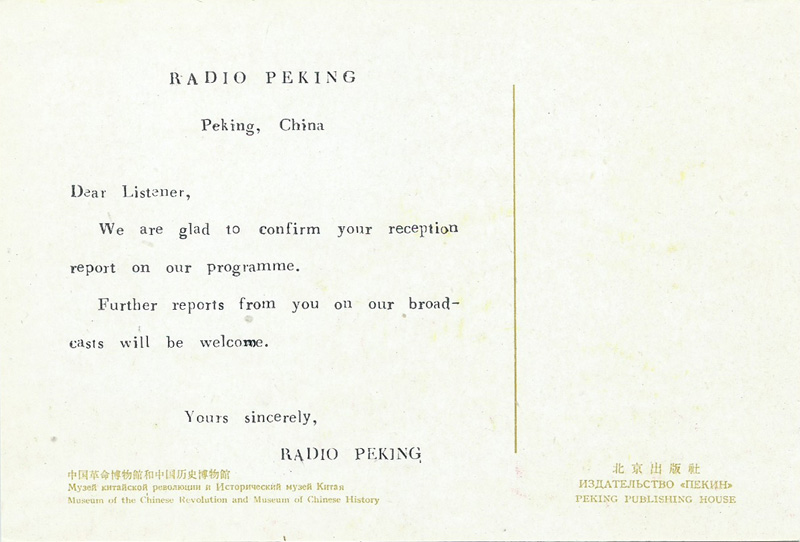 RADIO PEKING
Peking, China
Dear Listener,
We are glad to confirm your reception
report on our programme.
Further reports from you on our broad-
casts will be welcome.
Yours sincerely,
RADIO PEKING
中国革命博物館和中国历史博物館
Музей китайской революции и Исторический музей Китая
Museum of the Chinese Revolution and Museum of Chinese History
北京出版社
ИЗДАТЕЛЬСТВО «ПЕКИН»
PEKING PUBLISHING HOUSE